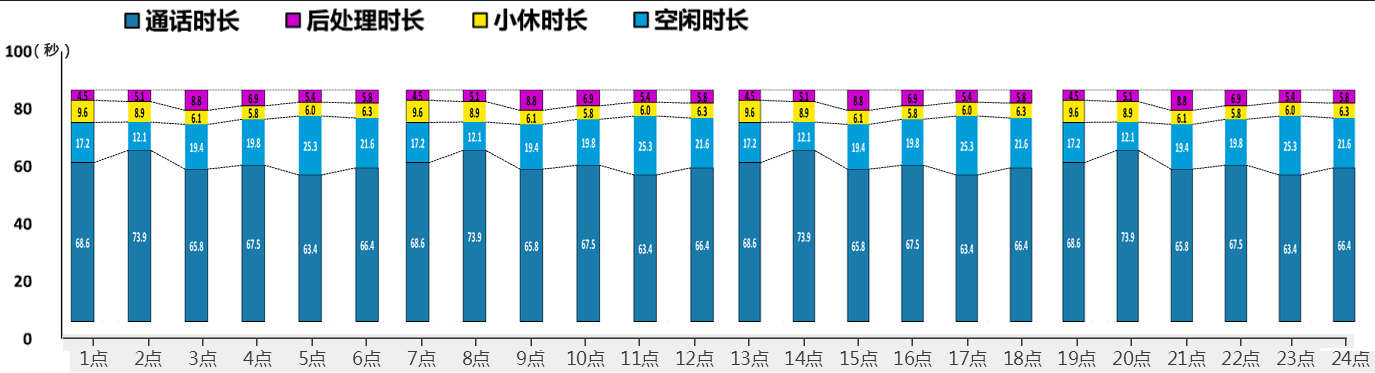 通话时长 后处理时长 小休时长 空闲时长
100(秒)
80
60
40
20
0
4.5 5.1 8.8 6.9 5.4 5.8 4.5 5.1 8.8 6.9 5.4 5.8 4.5 5.1 8.8 6.9 5.4 5.8 4.5 5.1 8.8 6.9 5.4 5.8
9.6 8.9 6.1 5.8 6.0 6.3 9.6 8.9 6.1 5.8 6.0 6.3 9.6 8.9 6.1 5.8 6.0 6.3 9.6 8.9 6.1 5.8 6.0 6.3
17.2 12.1 19.4 19.8 25.3 21.6 17.2 12.1 19.4 19.8 25.3 21.6 17.2 12.1 19.4 19.8 25.3 21.6 17.2 12.1 19.4 19.8 25.3 21.6
68.6 73.9 65.8 67.5 63.4 66.4 68.6 73.9 65.8 67.5 63.4 66.4 68.6 73.9 65.8 67.5 63.4 66.4 68.6 73.9 65.8 67.5 63.4 66.4
1点 2点 3点 4点 5点 6点 7点 8点 9点 10点 11点 12点 13点 14点 15点 16点 17点 18点 19点 20点 21点 22点 23点 24点